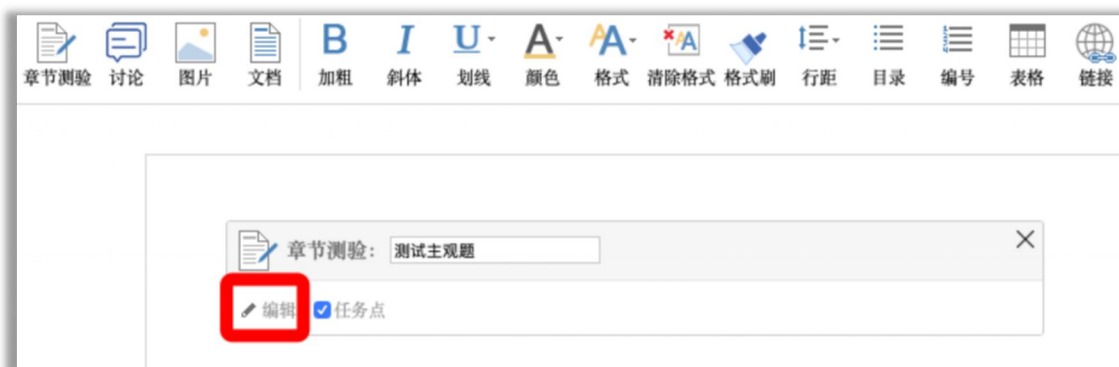 章节测验 讨论 图片 文档 加粗 斜体 划线 颜色 格式 清除格式 格式刷 行距 目录 编号 表格 链接
章节测验： 测试主观题
编辑 任务点